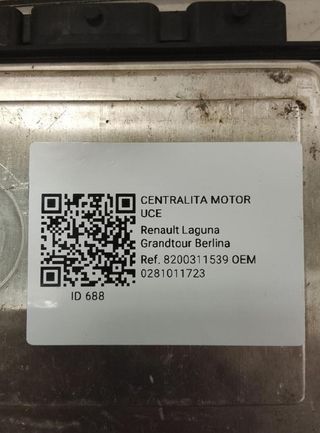 CENTRALITA MOTOR
UCE
Renault Laguna
Grandtour Berlina
Ref. 8200311539 OEM
0281011723
ID 688